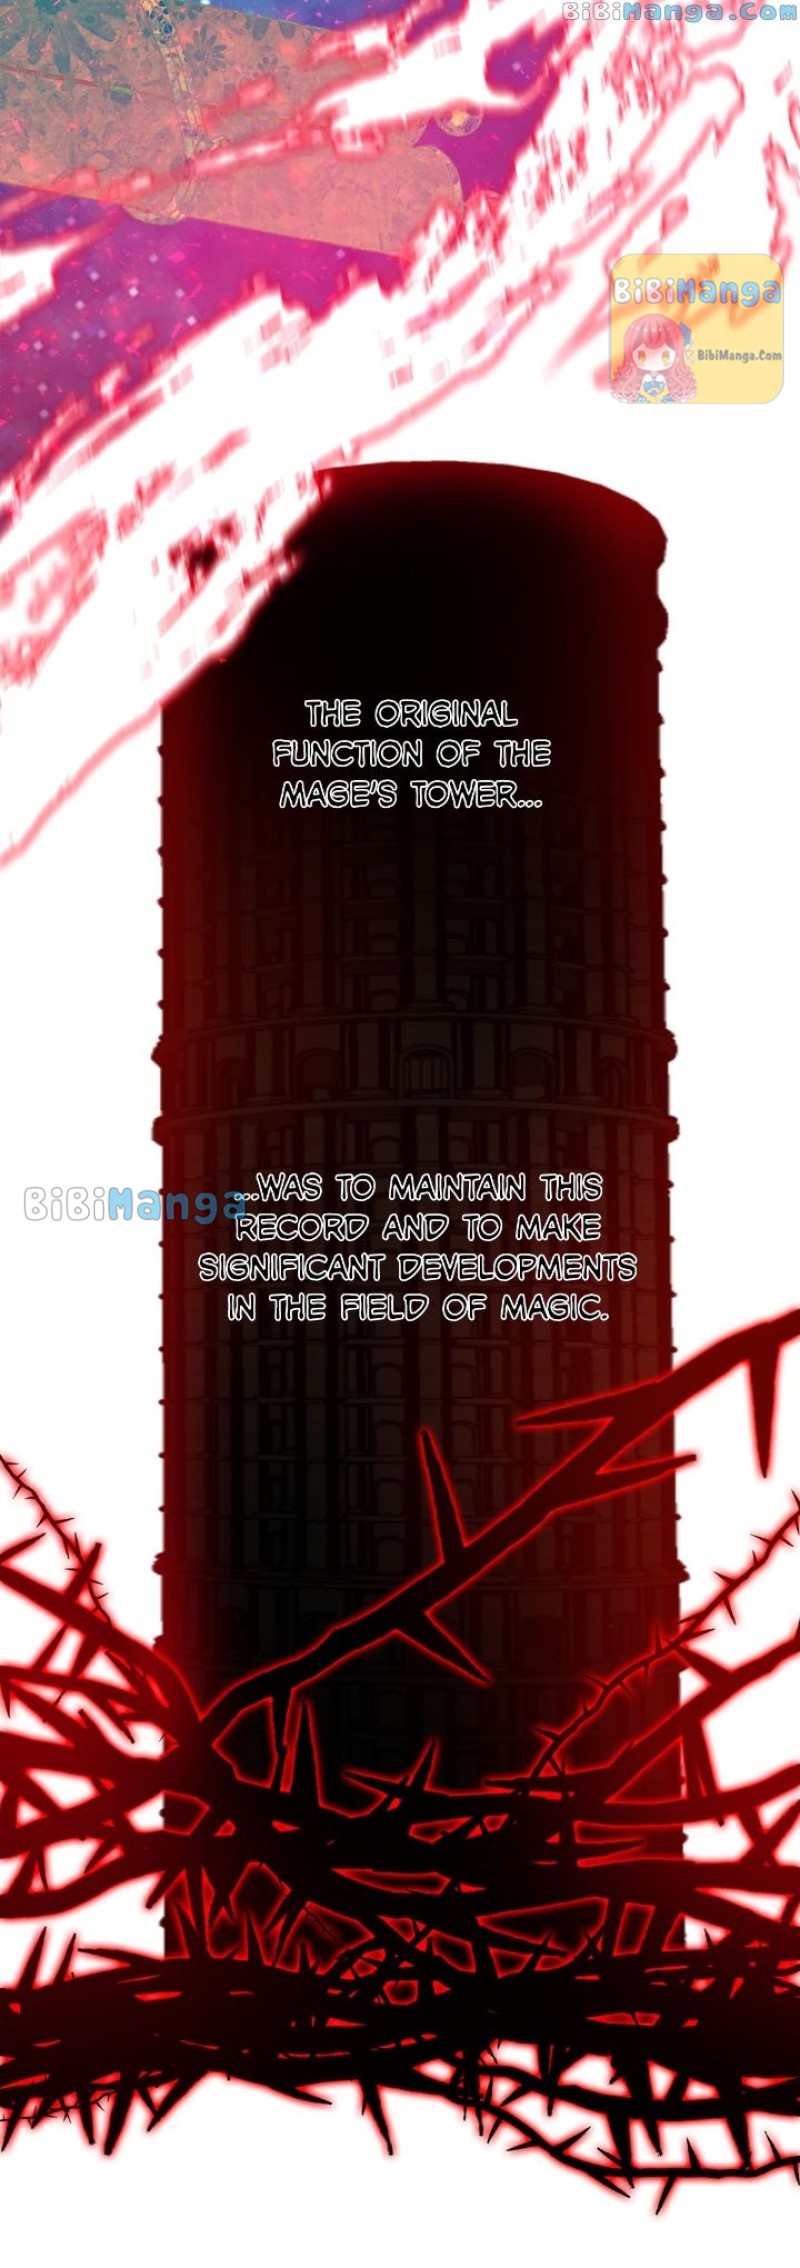 BiBiManga.Com
BiBiManga
BibiManga.Com
THE ORIGINAL
FUNCTION OF THE
MAGE'S TOWER...
BiBiManga
...WAS TO MAINTAIN THIS
RECORD AND TO MAKE
SIGNIFICANT DEVELOPMENTS
IN THE FIELD OF MAGIC.